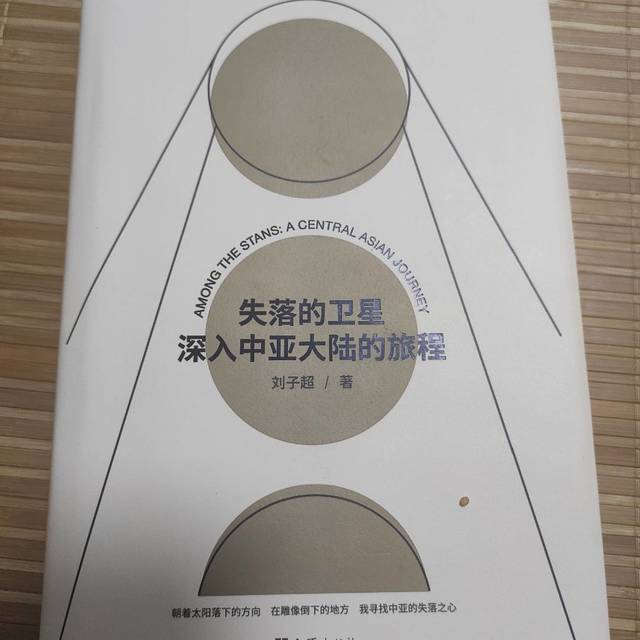 AMONG THE STANS: A CENTRAL ASIAN JOURNEY
失落的卫星
深入中亚大陆的旅程
刘子超 / 著
朝着太阳落下的方向 在雕像倒下的地方 我寻找中亚的失落之心